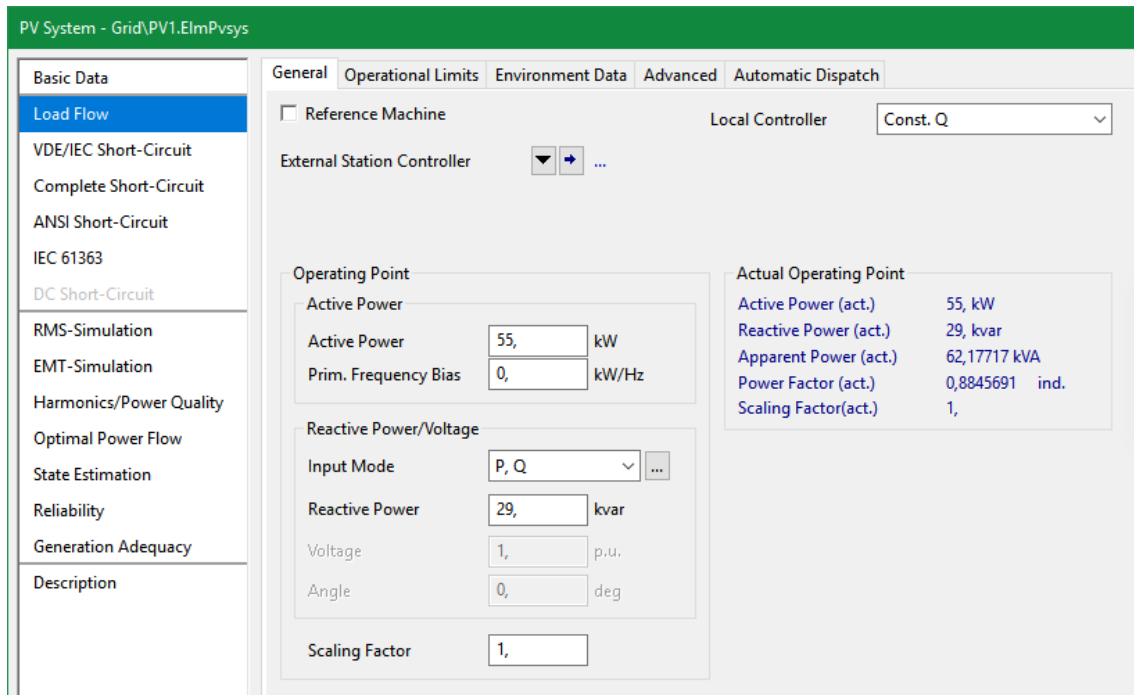 PV System - Grid\PV1.ElmPvsys
Basic Data
Load Flow
VDE/IEC Short-Circuit
Complete Short-Circuit
ANSI Short-Circuit
IEC 61363
DC Short-Circuit
RMS-Simulation
EMT-Simulation
Harmonics/Power Quality
Optimal Power Flow
State Estimation
Reliability
Generation Adequacy
Description
General Operational Limits Environment Data Advanced Automatic Dispatch
Reference Machine
Local Controller Const. Q
External Station Controller ...
Operating Point
Active Power
Active Power 55, kW
Prim. Frequency Bias 0, kW/Hz
Reactive Power/Voltage
Input Mode P, Q ...
Reactive Power 29, kvar
Voltage 1, p.u.
Angle 0, deg
Scaling Factor 1,
Actual Operating Point
Active Power (act.) 55, kW
Reactive Power (act.) 29, kvar
Apparent Power (act.) 62,17717 kVA
Power Factor (act.) 0,8845691 ind.
Scaling Factor(act.) 1,